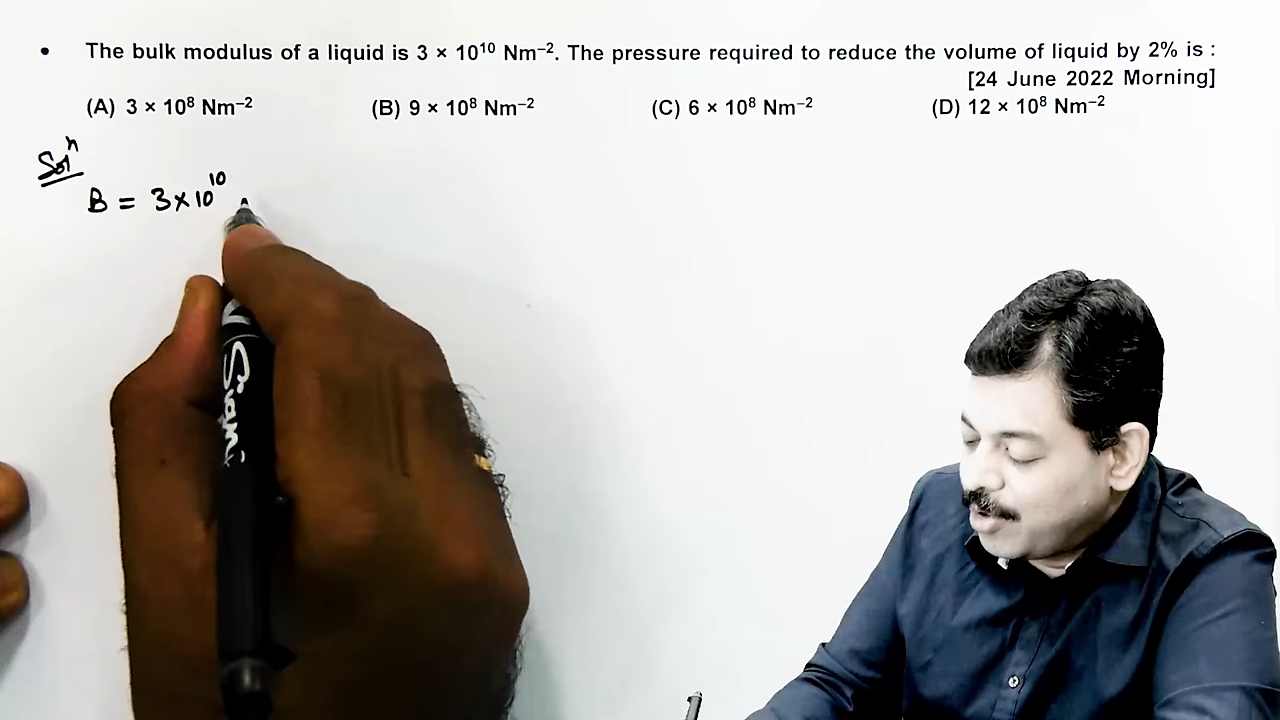 • The bulk modulus of a liquid is 3 × 10¹⁰ Nm⁻². The pressure required to reduce the volume of liquid by 2% is :
[24 June 2022 Morning]
(A) 3 × 10⁸ Nm⁻² (B) 9 × 10⁸ Nm⁻² (C) 6 × 10⁸ Nm⁻² (D) 12 × 10⁸ Nm⁻²
Solⁿ
B = 3×10¹⁰